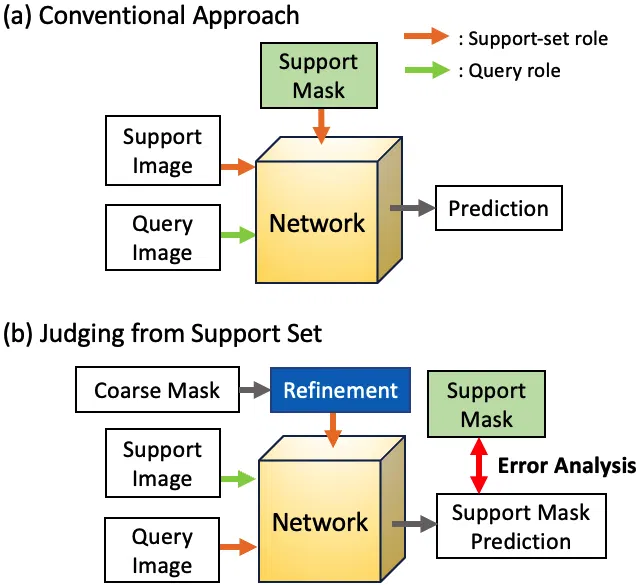 (a) Conventional Approach
: Support-set role
: Query role
Support
Mask
Support
Image
Query
Image
Network
Prediction
(b) Judging from Support Set
Coarse Mask
Refinement
Support
Mask
Support
Image
Error Analysis
Query
Image
Network
Support Mask
Prediction